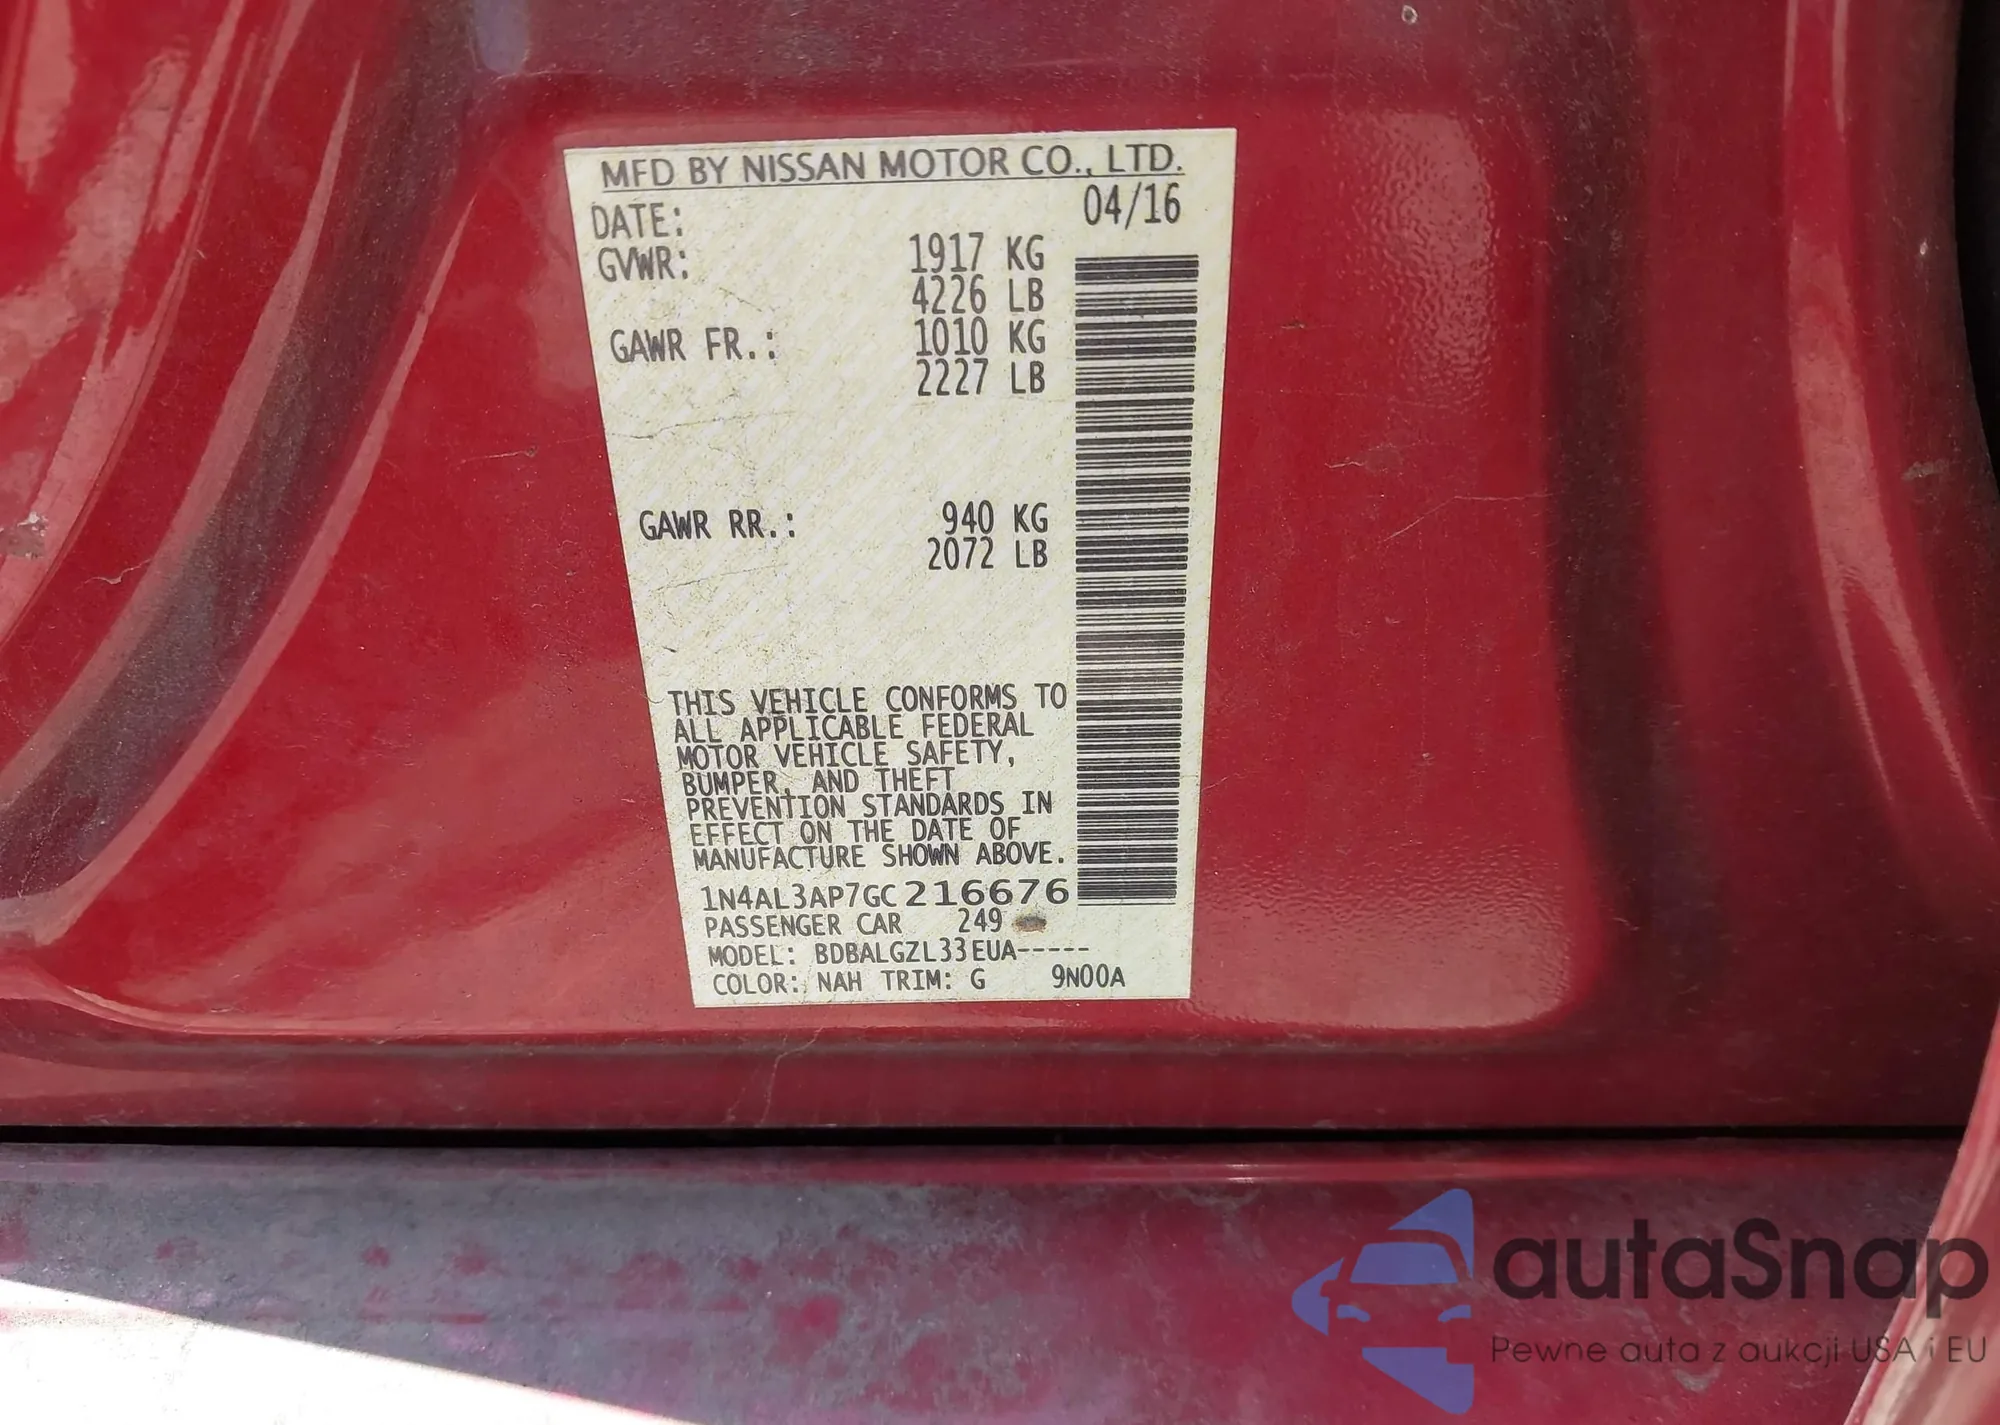 MFD BY NISSAN MOTOR CO., LTD.
DATE: 04/16
GVWR: 1917 KG
4226 LB
GAWR FR.: 1010 KG
2227 LB
GAWR RR.: 940 KG
2072 LB
THIS VEHICLE CONFORMS TO
ALL APPLICABLE FEDERAL
MOTOR VEHICLE SAFETY,
BUMPER, AND THEFT
PREVENTION STANDARDS IN
EFFECT ON THE DATE OF
MANUFACTURE SHOWN ABOVE.
1N4AL3AP7GC216676
PASSENGER CAR 249
MODEL: BDBALGZL33EUA-----
COLOR: NAH TRIM: G 9N00A
autaSnap
Pewne auta z aukcji USA i EU